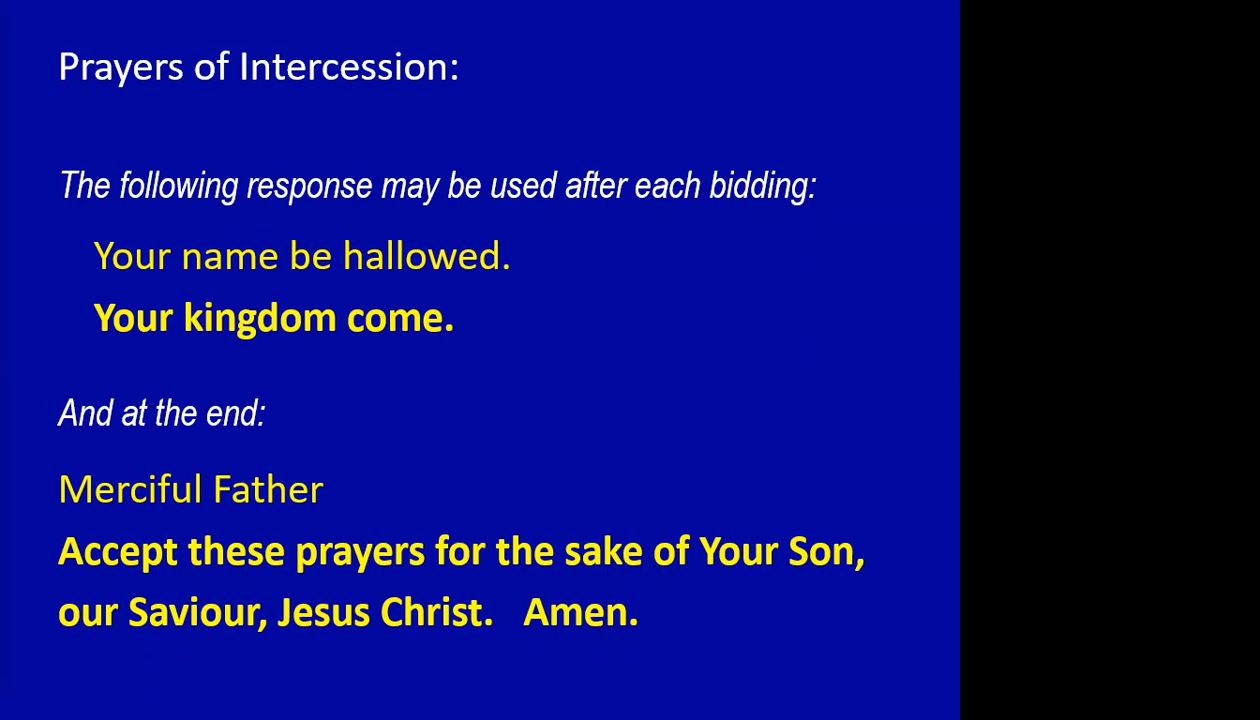 Prayers of Intercession:
The following response may be used after each bidding:
Your name be hallowed.
Your kingdom come.
And at the end:
Merciful Father
Accept these prayers for the sake of Your Son,
our Saviour, Jesus Christ.   Amen.